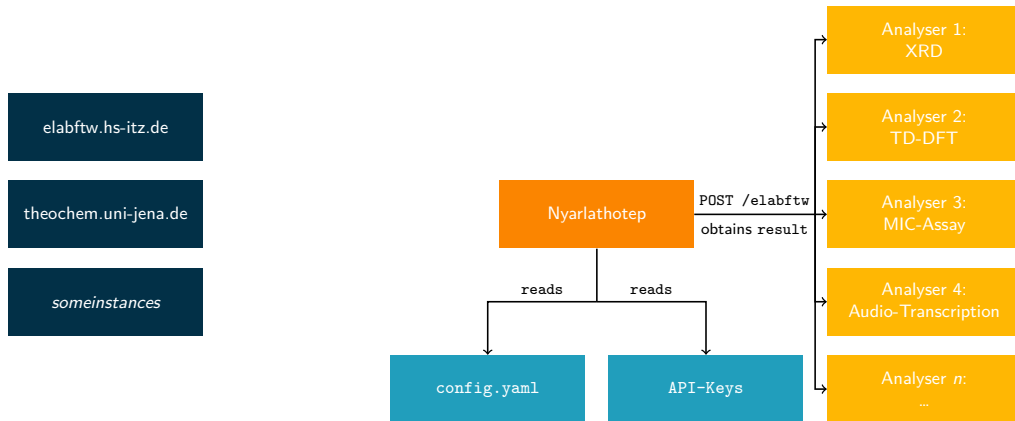 elabftw.hs-itz.de
theochem.uni-jena.de
someinstances
Nyarlathotep
reads
reads
config.yaml
API-Keys
POST /elabftw
obtains result
Analyser 1:
XRD
Analyser 2:
TD-DFT
Analyser 3:
MIC-Assay
Analyser 4:
Audio-Transcription
Analyser n:
...